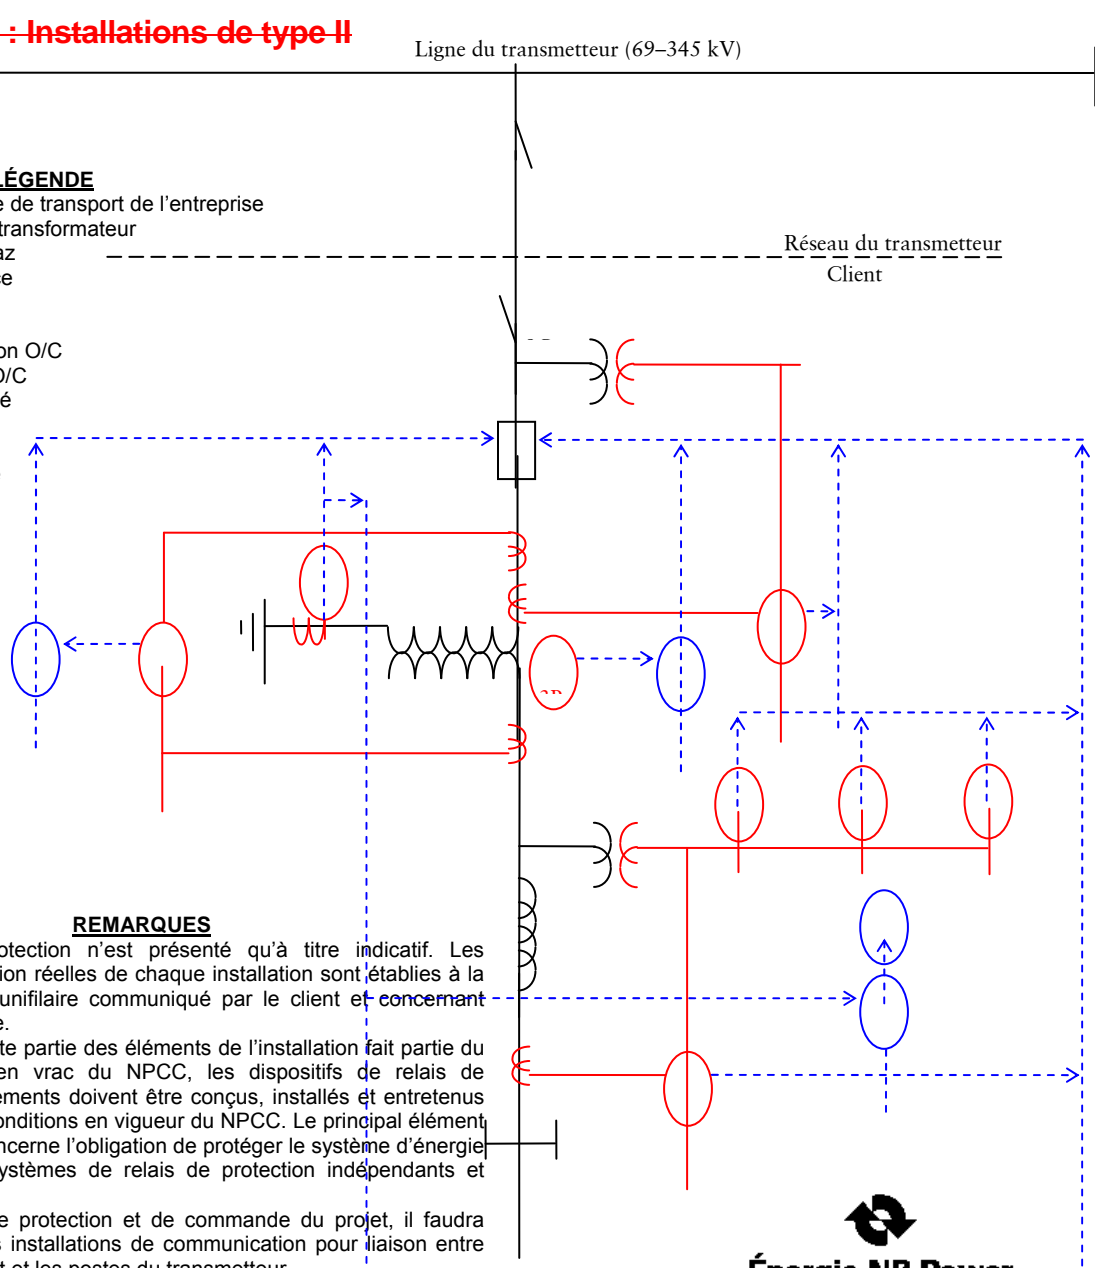 : Installations de type II
Ligne du transmetteur (69–345 kV)
LÉGENDE
de transport de l’entreprise
transformateur
Réseau du transmetteur
Client
on O/C
O/C
REMARQUES
otection n’est présenté qu’à titre indicatif. Les
ion réelles de chaque installation sont établies à la
unifilaire communiqué par le client et concernant
te partie des éléments de l’installation fait partie du
en vrac du NPCC, les dispositifs de relais de
ements doivent être conçus, installés et entretenus
onditions en vigueur du NPCC. Le principal élément
ncerne l’obligation de protéger le système d’énergie
ystèmes de relais de protection indépendants et
e protection et de commande du projet, il faudra
s installations de communication pour liaison entre
t et les postes du transmetteur
Énergie NB Power